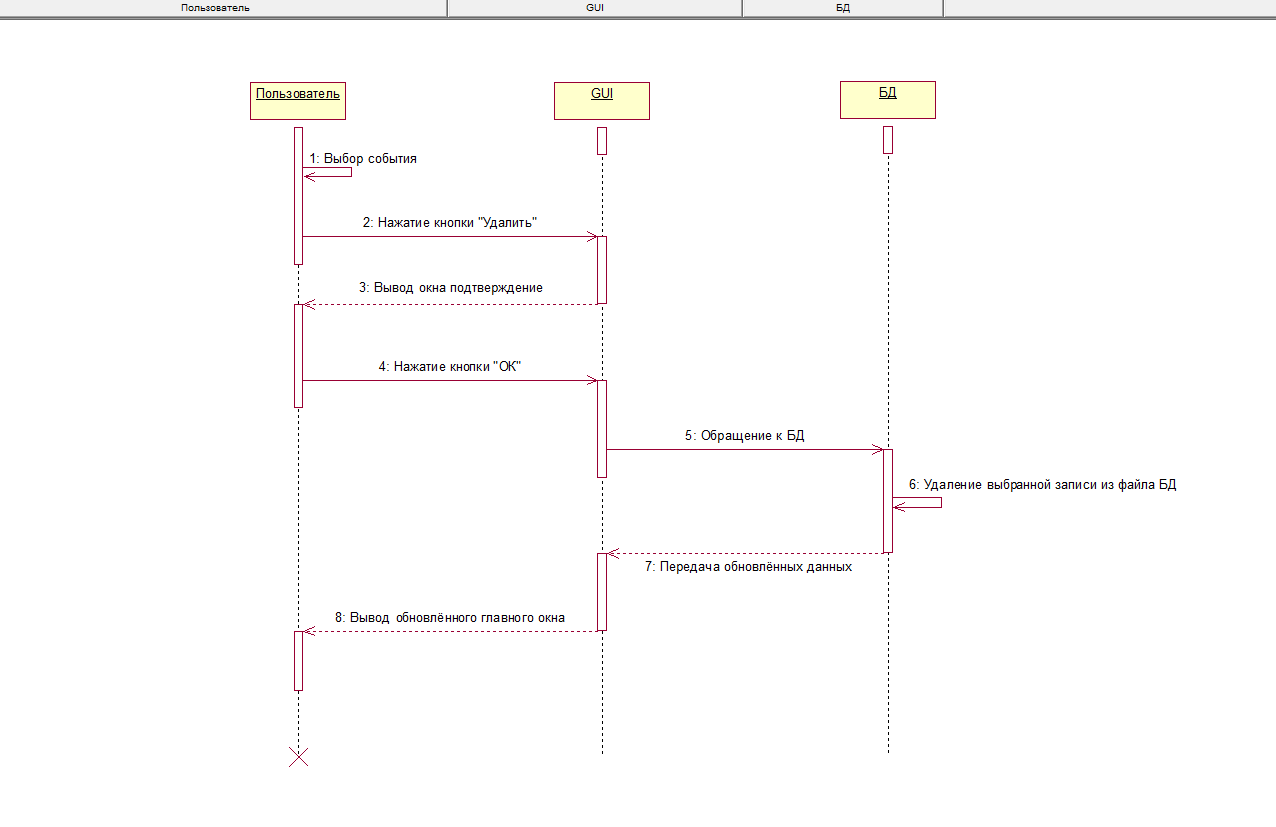 Пользователь
GUI
БД
Пользователь
GUI
БД
1: Выбор события
2: Нажатие кнопки "Удалить"
3: Вывод окна подтверждение
4: Нажатие кнопки "ОК"
5: Обращение к БД
6: Удаление выбранной записи из файла БД
7: Передача обновлённых данных
8: Вывод обновлённого главного окна